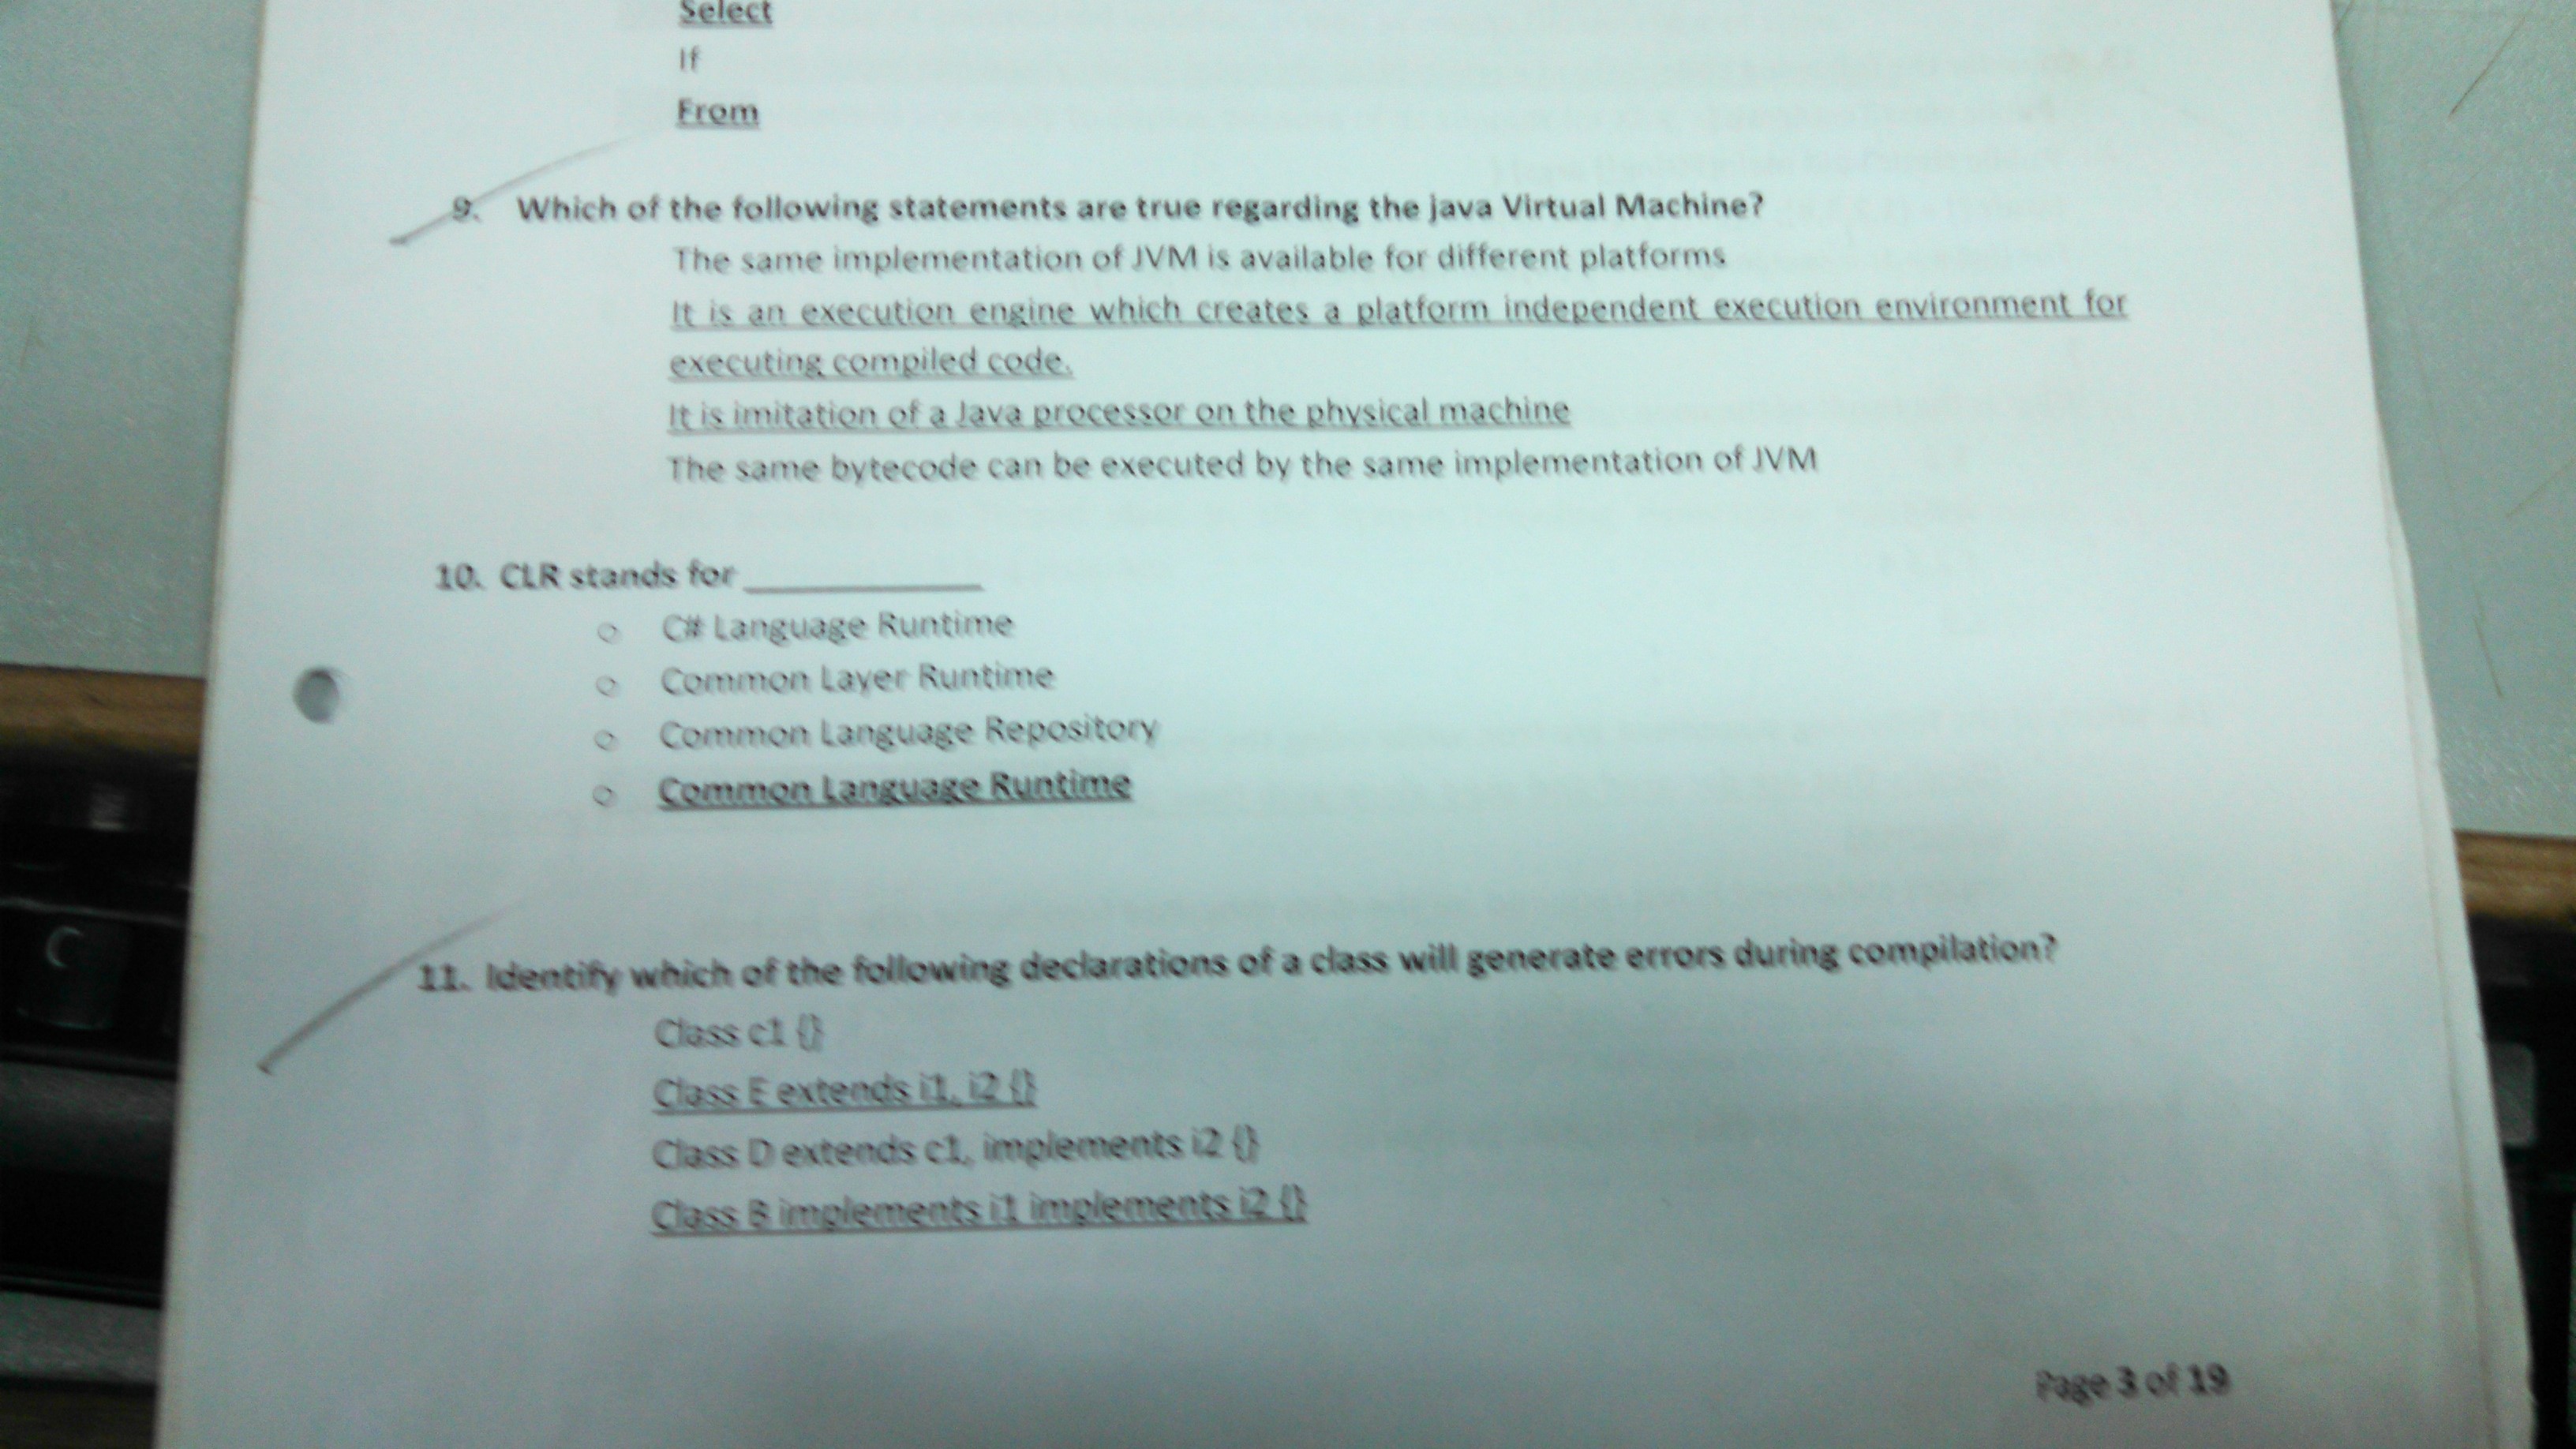 Select
If
From
9. Which of the following statements are true regarding the java Virtual Machine?
The same implementation of JVM is available for different platforms
It is an execution engine which creates a platform independent execution environment for
executing compiled code.
It is imitation of a Java processor on the physical machine
The same bytecode can be executed by the same implementation of JVM
10. CLR stands for ____________
o C# Language Runtime
o Common Layer Runtime
o Common Language Repository
o Common Language Runtime
11. Identify which of the following declarations of a class will generate errors during compilation?
Class c1 {}
Class E extends i1, i2 {}
Class D extends c1, implements i2 {}
Class B implements i1 implements i2 {}
Page 3 of 19